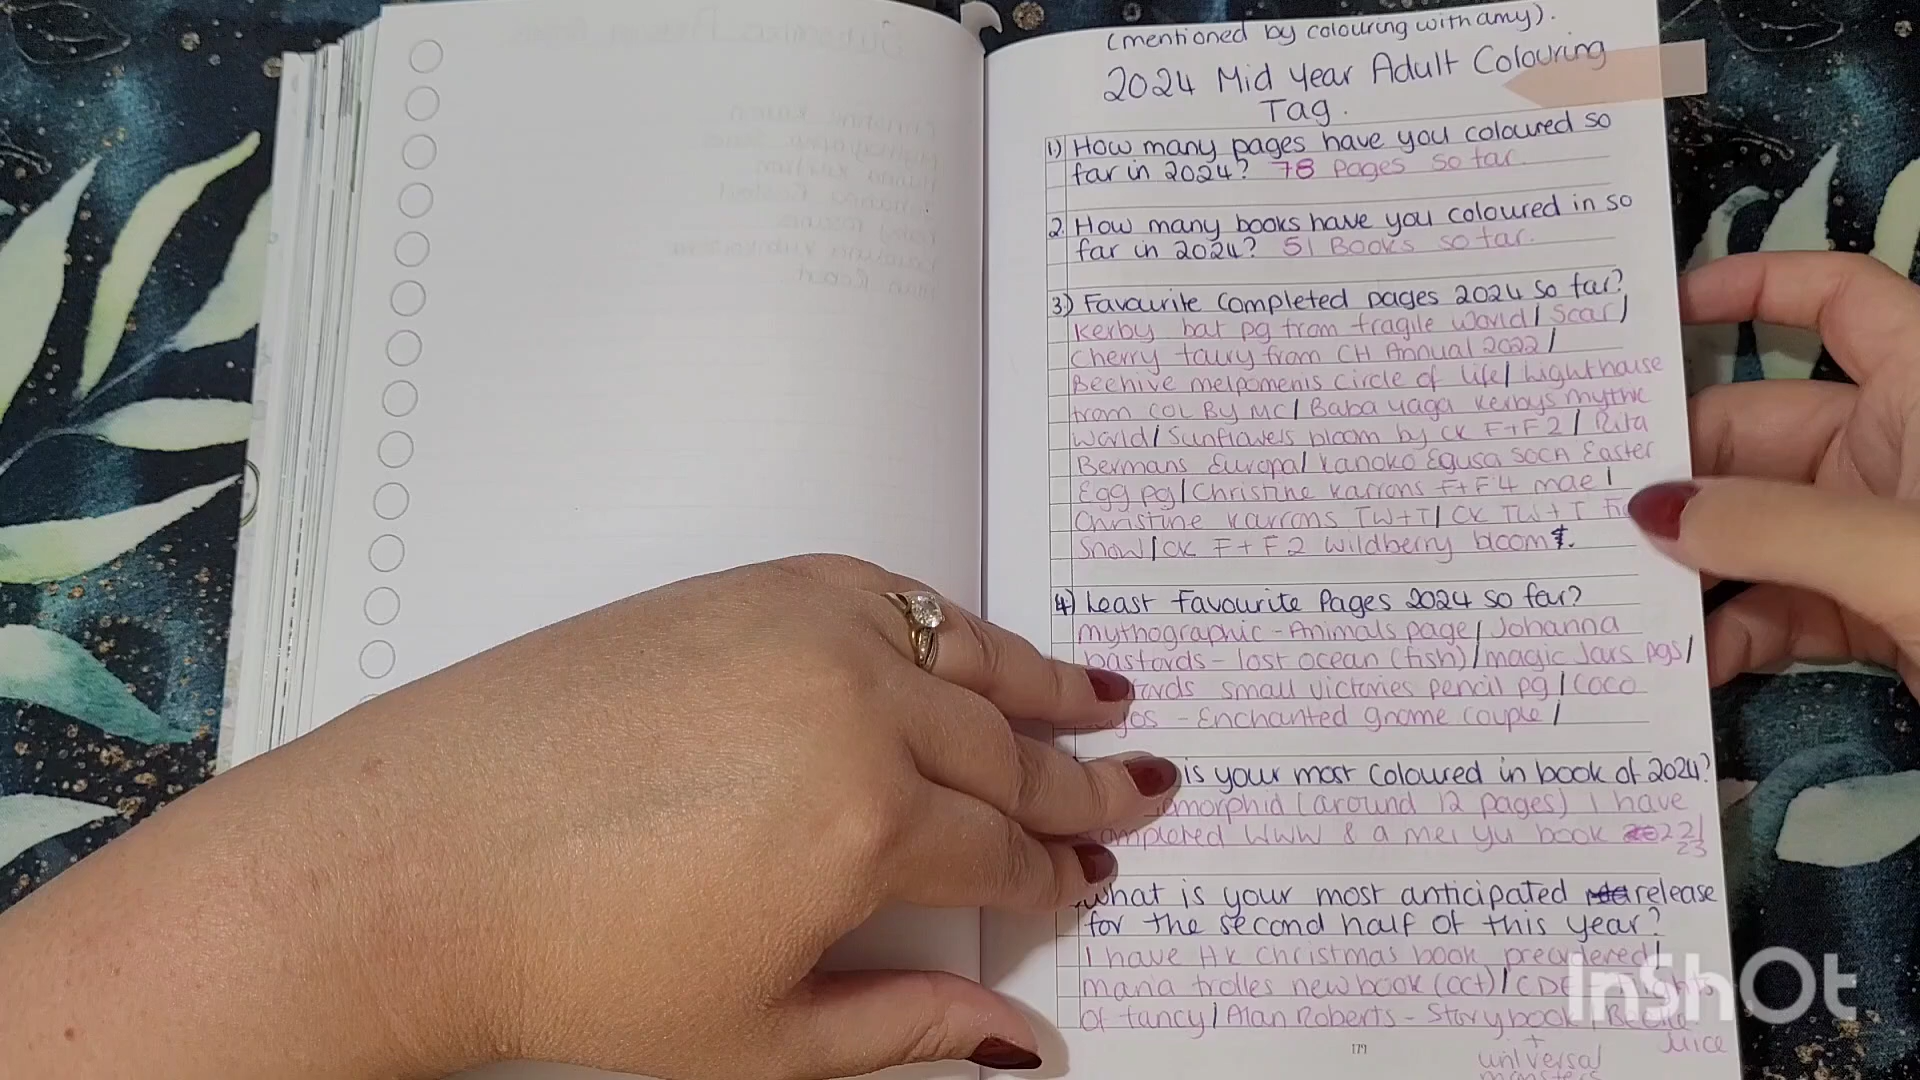 (mentioned by colouring with amy).
2024 Mid Year Adult Colouring
Tag.
1) How many pages have you coloured so
far in 2024? 78 Pages so far.
2. How many books have you coloured in so
far in 2024? 51 Books so far.
3) Favourite Completed pages 2024 so far?
Kerby bat pg from fragile World / Scar /
Cherry fairy from CH Annual 2022 /
Beehive melpomenis circle of life / Lighthouse
from COL By MC / Baba yaga Kerbys mythic
World / Sunflowers bloom by CK F+F 2 / Rita
Bermans Europa / Kanoko Egusa SOCA Easter
Egg pg / Christine Karrons F+F 4 mae /
Christine Karrons TW+T / CK TW+T
Snow / CK F+F 2 Wildberry bloom.
4) Least Favourite Pages 2024 so far?
mythographic - Animals page / Johanna
bastards - lost ocean (fish) / magic Jars pgs /
small victories pencil pg / COCO
- Enchanted gnome couple /
is your most Coloured in book of 2024?
morphid (around 12 pages) I have
completed WWW & a mei yu book 22/
23
What is your most anticipated release
for the second half of this year?
I have HK Christmas book preordered /
mana trolles new book (Oct) /
of fancy / Alan Roberts - Story book /
Juice
+
universal
monsters
179
InShOt